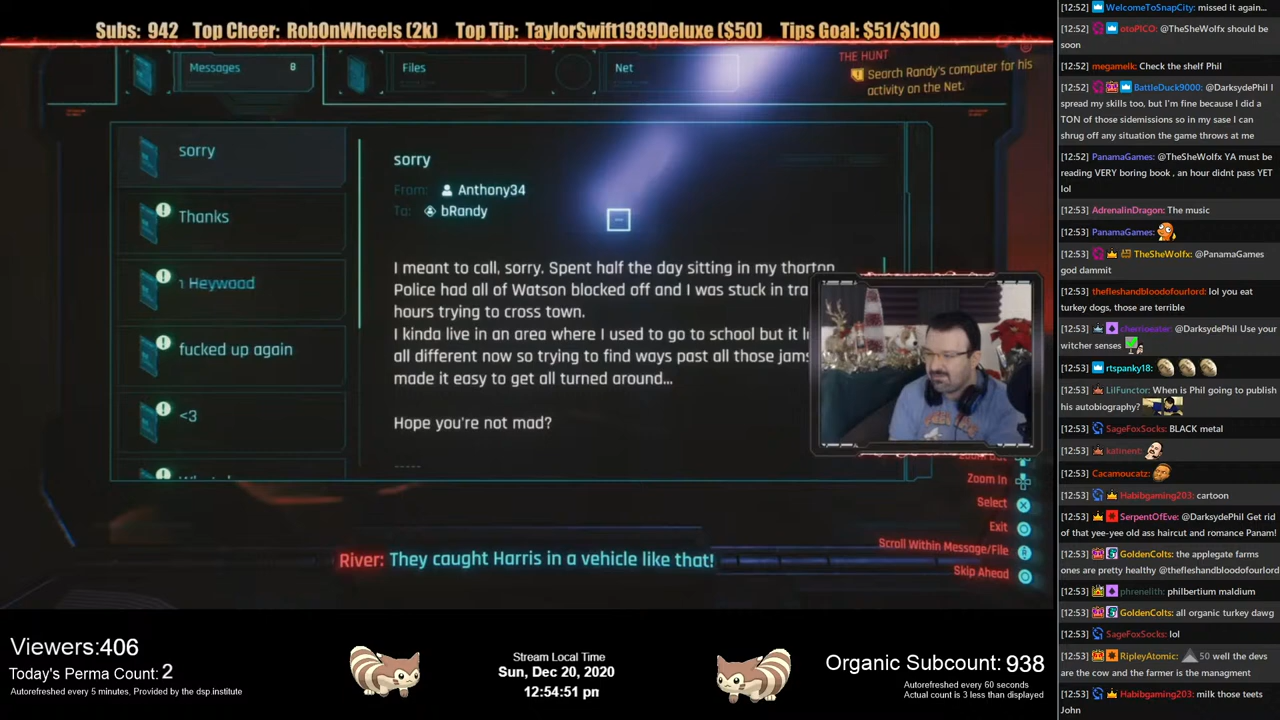 Subs: 942 Top Cheer: RobOnWheels (2k) Top Tip: TaylorSwift1989Deluxe ($50) Tips Goal: $51/$100
Messages 8
Files
Net
THE HUNT
Search Randy's computer for his
activity on the Net.
sorry
Thanks
1 Heywood
fucked up again
<3
sorry
From: Anthony34
To: bRandy
I meant to call, sorry. Spent half the day sitting in my thorton
Police had all of Watson blocked off and I was stuck in tra
hours trying to cross town.
I kinda live in an area where I used to go to school but it l
all different now so trying to find ways past all those jams
made it easy to get all turned around...
Hope you're not mad?
-----
Zoom In
Select
Exit
Scroll Within Message/File
Skip Ahead
River: They caught Harris in a vehicle like that!
Viewers:406
Today's Perma Count: 2
Autorefreshed every 5 minutes, Provided by the dsp.institute
Stream Local Time
Sun, Dec 20, 2020
12:54:51 pm
Organic Subcount: 938
Autorefreshed every 60 seconds
Actual count is 3 less than displayed
[12:52] WelcomeToSnapCity: missed it again...
[12:52] otoPICO: @TheSheWolfx should be
soon
[12:52] megamelk: Check the shelf Phil
[12:52] BattleDuck9000: @DarksydePhil I
spread my skills too, but I'm fine because I did a
TON of those sidemissions so in my sase I can
shrug off any situation the game throws at me
[12:52] PanamaGames: @TheSheWolfx YA must be
reading VERY boring book , an hour didnt pass YET
lol
[12:53] AdrenalinDragon: The music
[12:53] PanamaGames:
[12:53] TheSheWolfx: @PanamaGames
god dammit
[12:53] thefleshandbloodofourlord: lol you eat
turkey dogs, those are terrible
[12:53] cherrioeater: @DarksydePhil Use your
witcher senses
[12:53] rtspanky18:
[12:53] LilFunctor: When is Phil going to publish
his autobiography?
[12:53] SageFoxSocks: BLACK metal
[12:53] katinent:
[12:53] Cacamoucatz:
[12:53] Habibgaming203: cartoon
[12:53] SerpentOfEve: @DarksydePhil Get rid
of that yee-yee old ass haircut and romance Panam!
[12:53] GoldenColts: the applegate farms
ones are pretty healthy @thefleshandbloodofourlord
[12:53] phrenelith: philbertium maldium
[12:53] GoldenColts: all organic turkey dawg
[12:53] SageFoxSocks: lol
[12:53] RipleyAtomic: 50 well the devs
are the cow and the farmer is the managment
[12:53] Habibgaming203: milk those teets
John